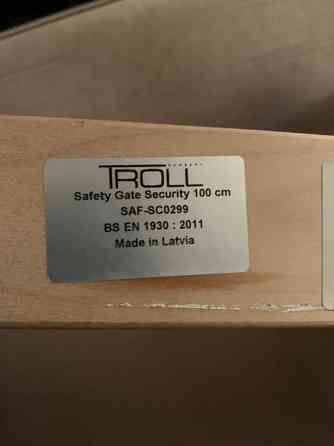 TROLL
Safety Gate Security 100 cm
SAF-SC0299
BS EN 1930 : 2011
Made in Latvia